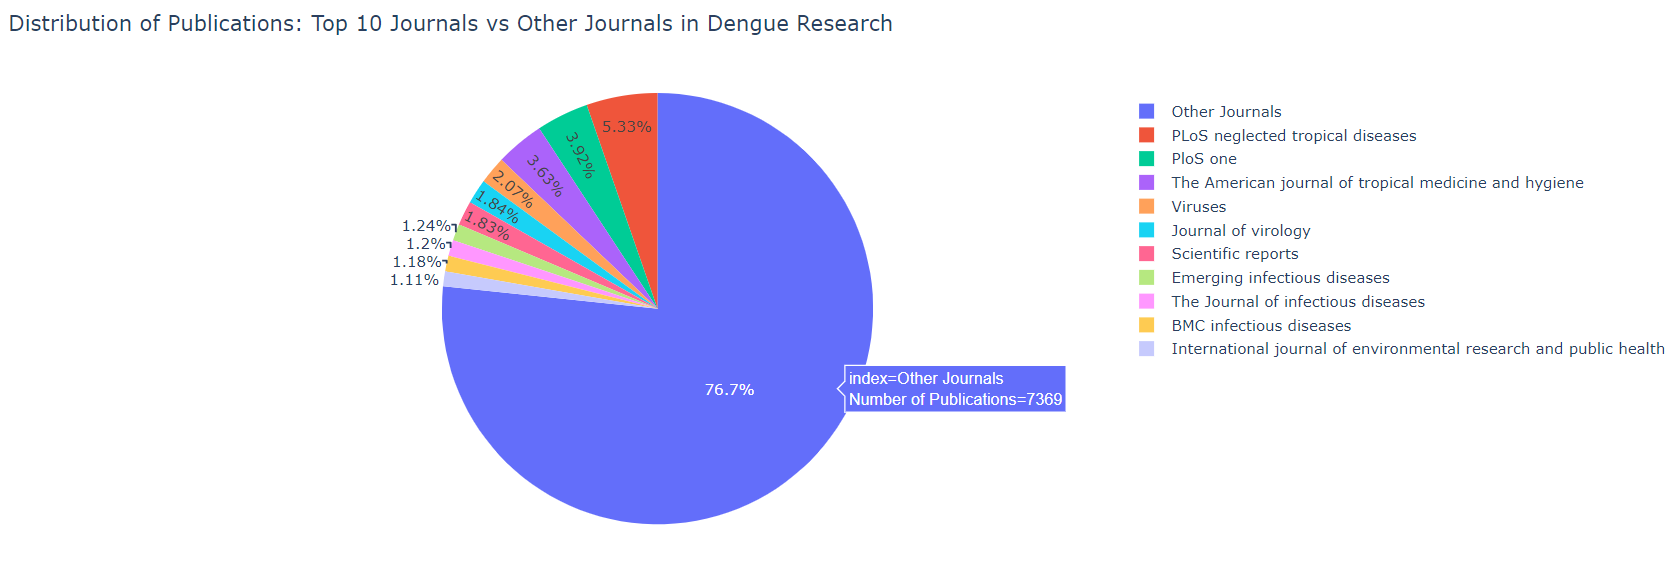 Distribution of Publications: Top 10 Journals vs Other Journals in Dengue Research
5.33%
3.92%
3.63%
2.07%
1.84%
1.83%
1.24%
1.2%
1.18%
1.11%
76.7%
index=Other Journals
Number of Publications=7369
Other Journals
PLoS neglected tropical diseases
PloS one
The American journal of tropical medicine and hygiene
Viruses
Journal of virology
Scientific reports
Emerging infectious diseases
The Journal of infectious diseases
BMC infectious diseases
International journal of environmental research and public health